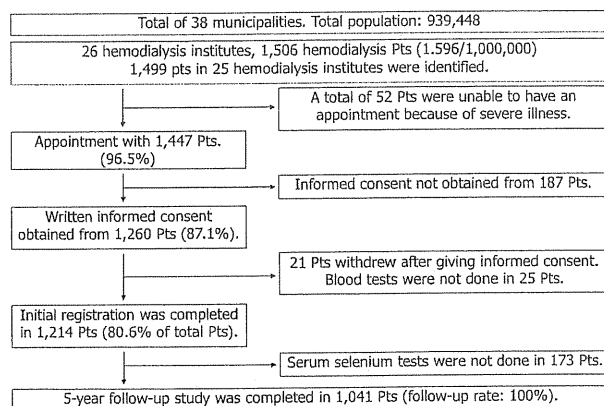 Total of 38 municipalities. Total population: 939,448
26 hemodialysis institutes, 1,506 hemodialysis Pts (1.596/1,000,000)
1,499 pts in 25 hemodialysis institutes were identified.
A total of 52 Pts were unable to have an
appointment because of severe illness.
Appointment with 1,447 Pts.
(96.5%)
Informed consent not obtained from 187 Pts.
Written informed consent
obtained from 1,260 Pts (87.1%).
21 Pts withdrew after giving informed consent.
Blood tests were not done in 25 Pts.
Initial registration was completed
in 1,214 Pts (80.6% of total Pts).
Serum selenium tests were not done in 173 Pts.
5-year follow-up study was completed in 1,041 Pts (follow-up rate: 100%).